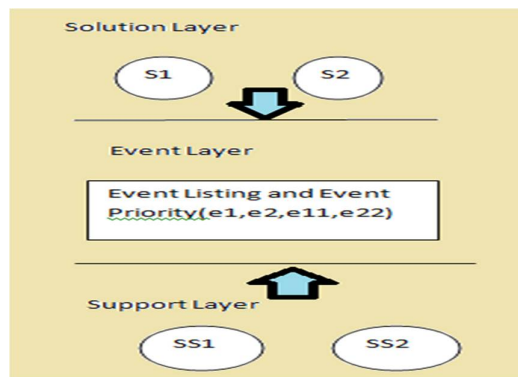 Solution Layer
S1 S2
Event Layer
Event Listing and Event
Priority(e1,e2,e11,e22)
Support Layer
SS1 SS2